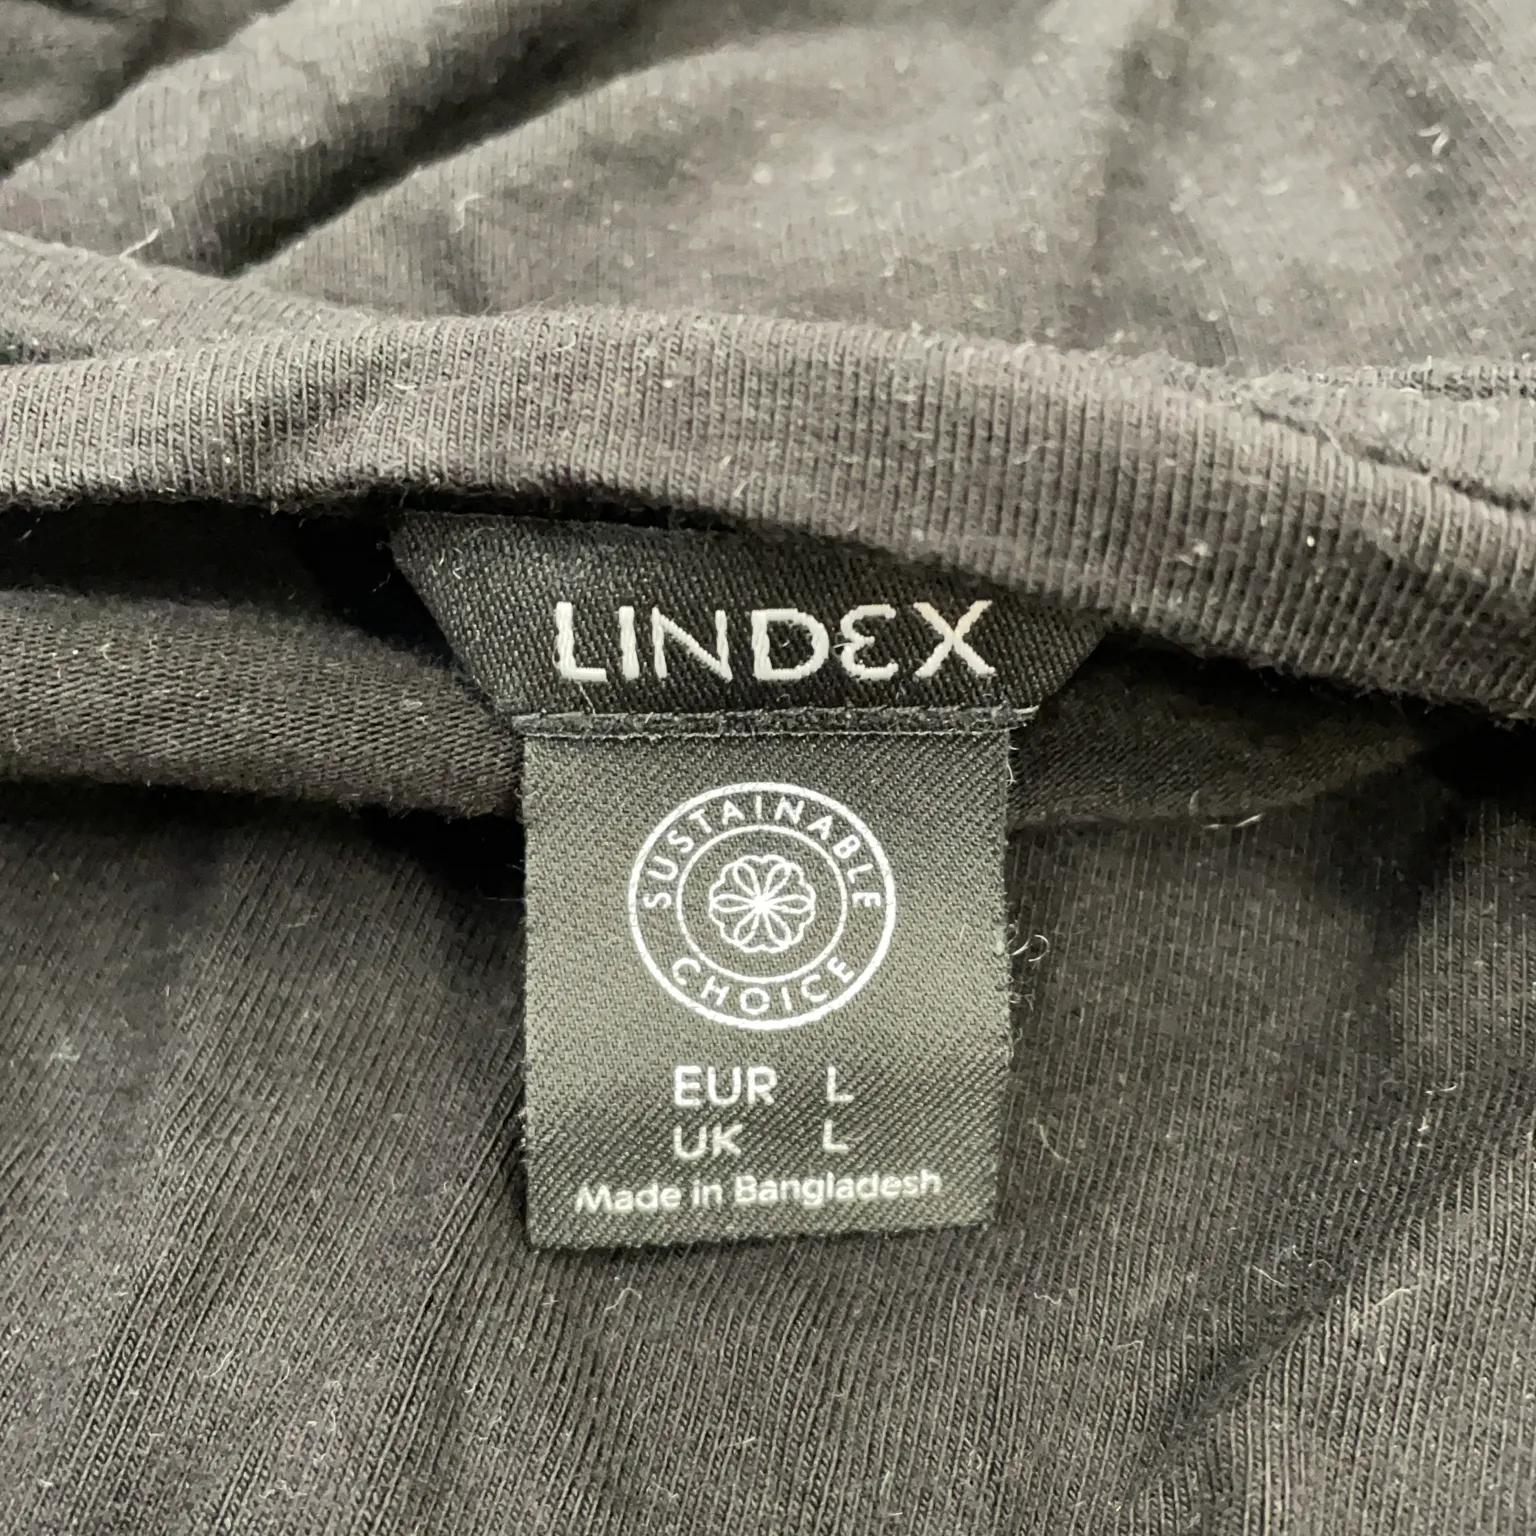 LINDEX
SUSTAINABLE
CHOICE
EUR L
UK L
Made in Bangladesh